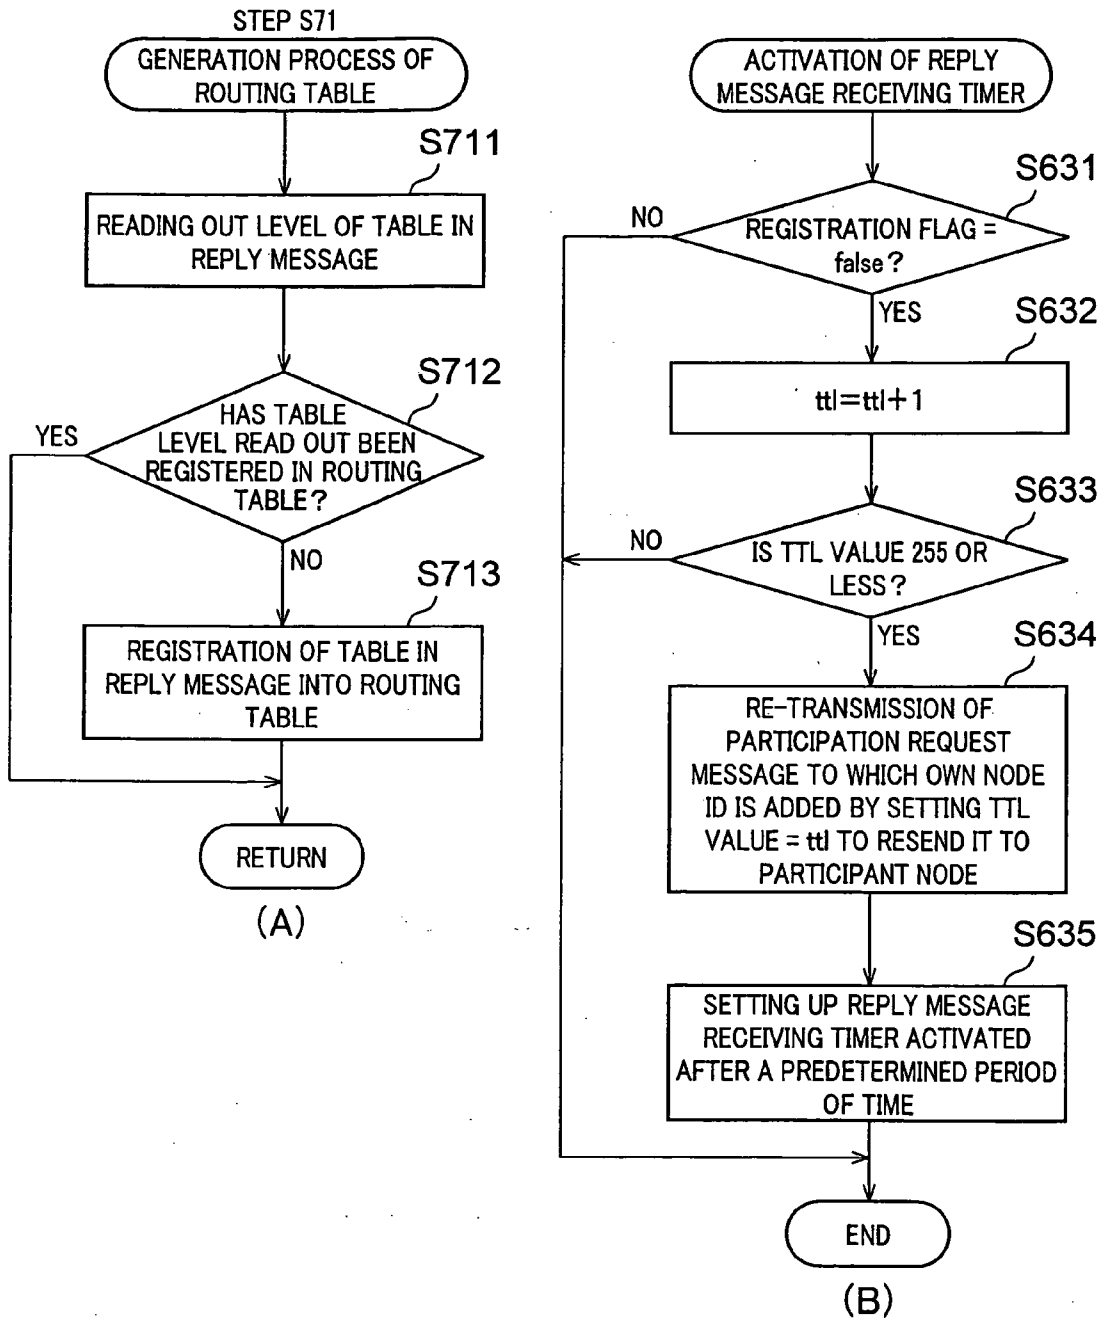 STEP S71
GENERATION PROCESS OF
ROUTING TABLE
S711
READING OUT LEVEL OF TABLE IN
REPLY MESSAGE
S712
HAS TABLE
LEVEL READ OUT BEEN
REGISTERED IN ROUTING
TABLE?
YES
NO
S713
REGISTRATION OF TABLE IN
REPLY MESSAGE INTO ROUTING
TABLE
RETURN
(A)
ACTIVATION OF REPLY
MESSAGE RECEIVING TIMER
S631
NO
REGISTRATION FLAG =
false?
YES
S632
ttl=ttl+1
S633
NO
IS TTL VALUE 255 OR
LESS?
YES
S634
RE-TRANSMISSION OF
PARTICIPATION REQUEST
MESSAGE TO WHICH OWN NODE
ID IS ADDED BY SETTING TTL
VALUE = ttl TO RESEND IT TO
PARTICIPANT NODE
S635
SETTING UP REPLY MESSAGE
RECEIVING TIMER ACTIVATED
AFTER A PREDETERMINED PERIOD
OF TIME
END
(B)